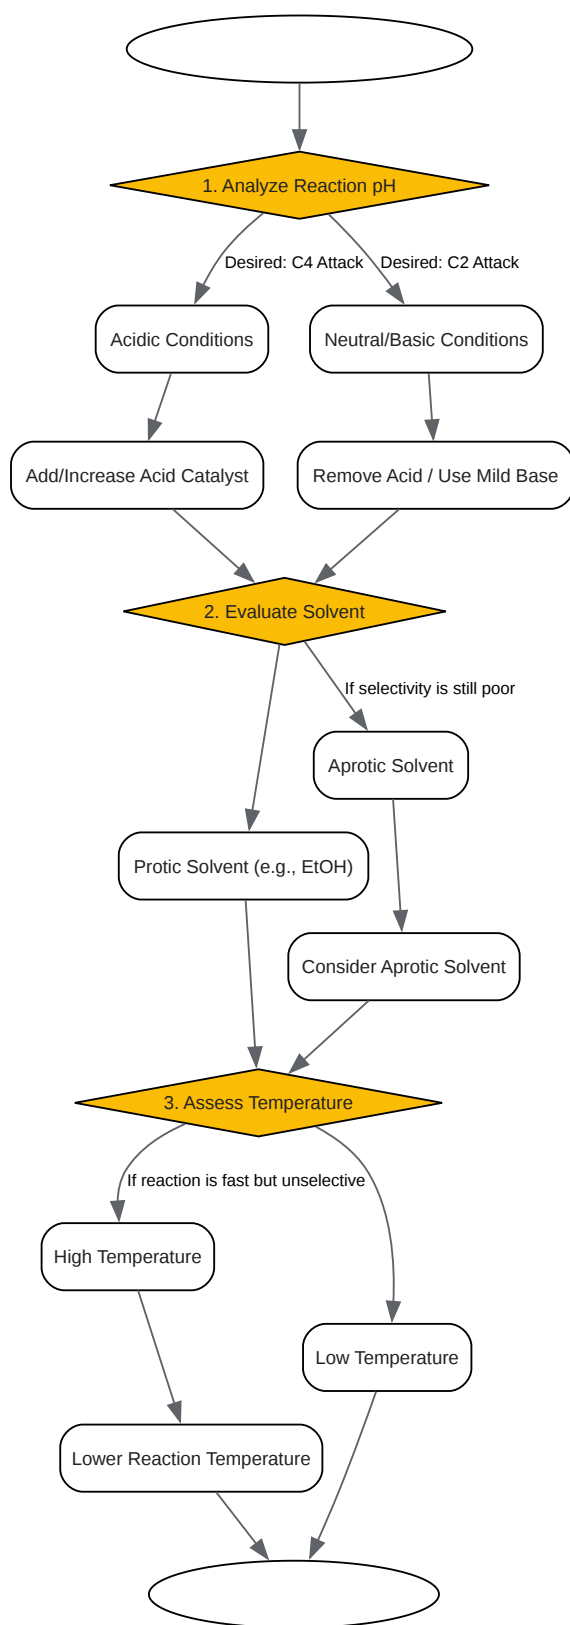 1. Analyze Reaction pH
Desired: C4 Attack
Desired: C2 Attack
Acidic Conditions
Neutral/Basic Conditions
Add/Increase Acid Catalyst
Remove Acid / Use Mild Base
2. Evaluate Solvent
If selectivity is still poor
Aprotic Solvent
Protic Solvent (e.g., EtOH)
Consider Aprotic Solvent
3. Assess Temperature
If reaction is fast but unselective
High Temperature
Low Temperature
Lower Reaction Temperature